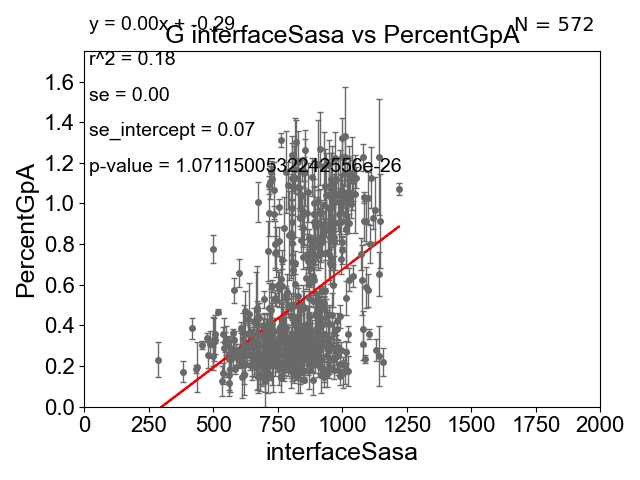 y = 0.00x + -0.29
G interfaceSasa vs PercentGpA
N = 572
r^2 = 0.18
se = 0.00
se_intercept = 0.07
p-value = 1.0711500532242556e-26
PercentGpA
1.6
1.4
1.2
1.0
0.8
0.6
0.4
0.2
0.0
0 250 500 750 1000 1250 1500 1750 2000
interfaceSasa